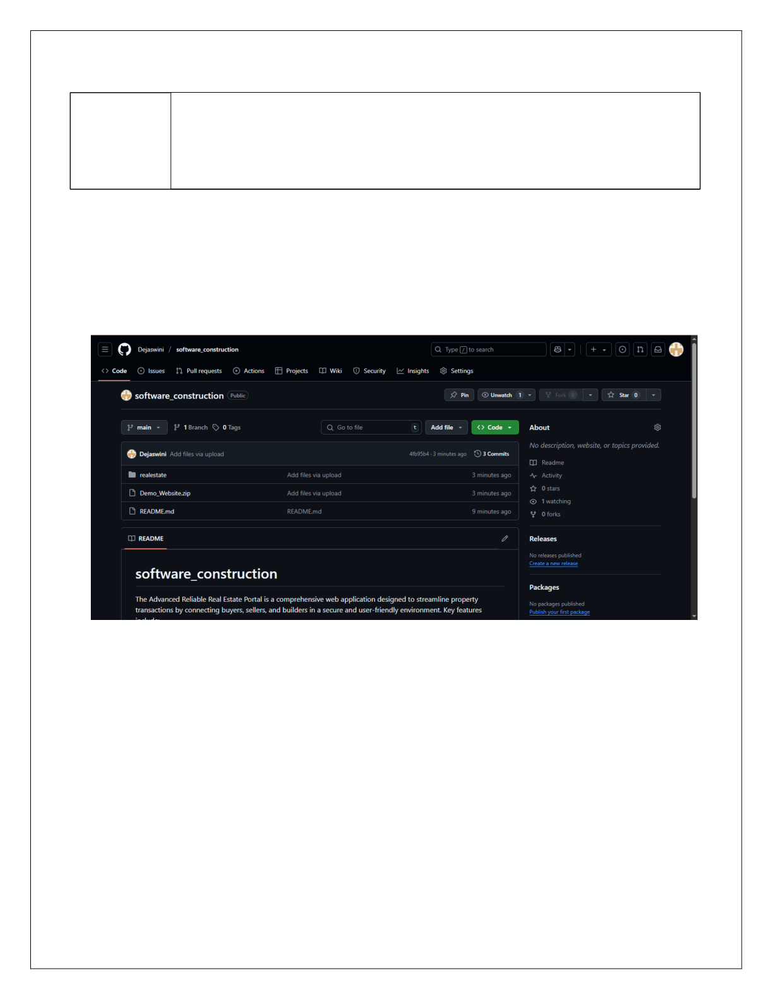 Dejaswini / software_construction
Type / to search
Code Issues Pull requests Actions Projects Wiki Security Insights Settings
software_construction Public
Pin Unwatch 1 Fork 0 Star 0
main 1 Branch 0 Tags
Go to file t Add file Code
Dejaswini Add files via upload 4fb95b4 · 3 minutes ago 3 Commits
realestate Add files via upload 3 minutes ago
Demo_Website.zip Add files via upload 3 minutes ago
README.md README.md 9 minutes ago
README
software_construction
The Advanced Reliable Real Estate Portal is a comprehensive web application designed to streamline property
transactions by connecting buyers, sellers, and builders in a secure and user-friendly environment. Key features
include:
About
No description, website, or topics provided.
Readme
Activity
0 stars
1 watching
0 forks
Releases
No releases published
Create a new release
Packages
No packages published
Publish your first package